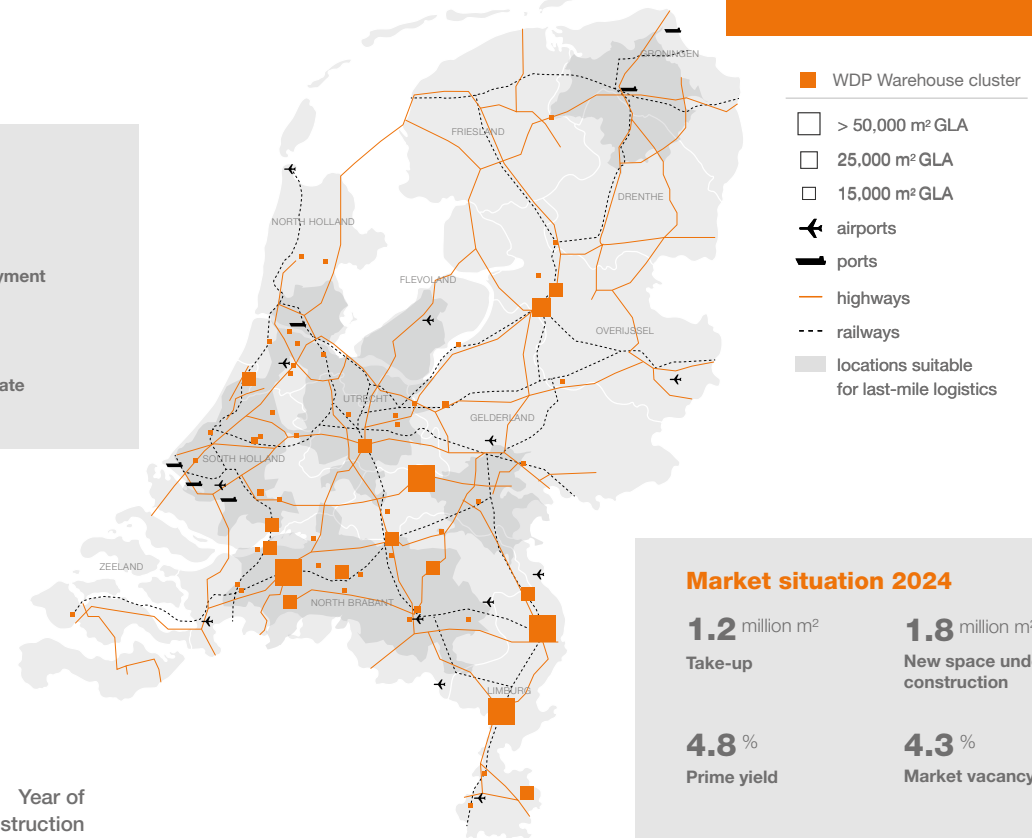 WDP Warehouse cluster
> 50,000 m² GLA
25,000 m² GLA
15,000 m² GLA
airports
ports
highways
railways
locations suitable
for last-mile logistics
GRONINGEN
FRIESLAND
DRENTHE
NORTH HOLLAND
FLEVOLAND
OVERIJSSEL
UTRECHT
GELDERLAND
SOUTH HOLLAND
ZEELAND
NORTH BRABANT
LIMBURG
yment
ate
Market situation 2024
1.2 million m²
Take-up
1.8 million m²
New space und
construction
4.8 %
Prime yield
4.3 %
Market vacancy
Year of
struction